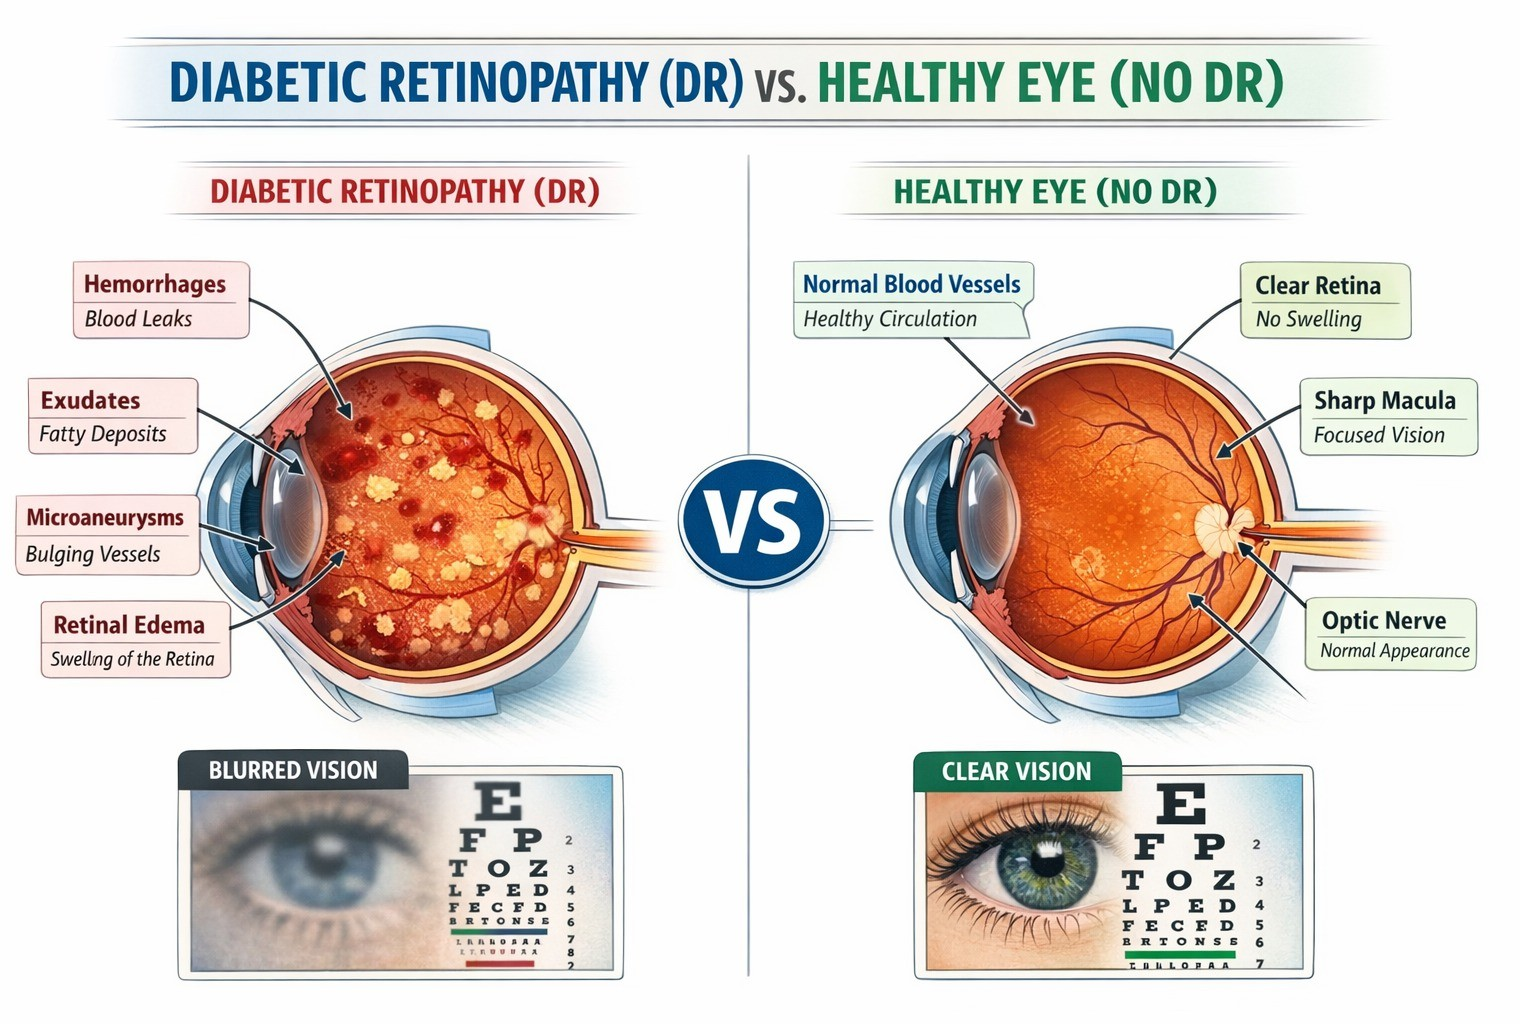 DIABETIC RETINOPATHY (DR) VS. HEALTHY EYE (NO DR)
DIABETIC RETINOPATHY (DR)
Hemorrhages
Blood Leaks
Exudates
Fatty Deposits
Microaneurysms
Bulging Vessels
Retinal Edema
Swelling of the Retina
BLURRED VISION
E
F P 2
T O Z 3
L P E D 4
F E C F D 5
B R T O N S E 6
7
8
2
VS
HEALTHY EYE (NO DR)
Normal Blood Vessels
Healthy Circulation
Clear Retina
No Swelling
Sharp Macula
Focused Vision
Optic Nerve
Normal Appearance
CLEAR VISION
E
F P 2
T O Z 3
L P E D 4
F E C F D 5
B R T O N S E 6
7